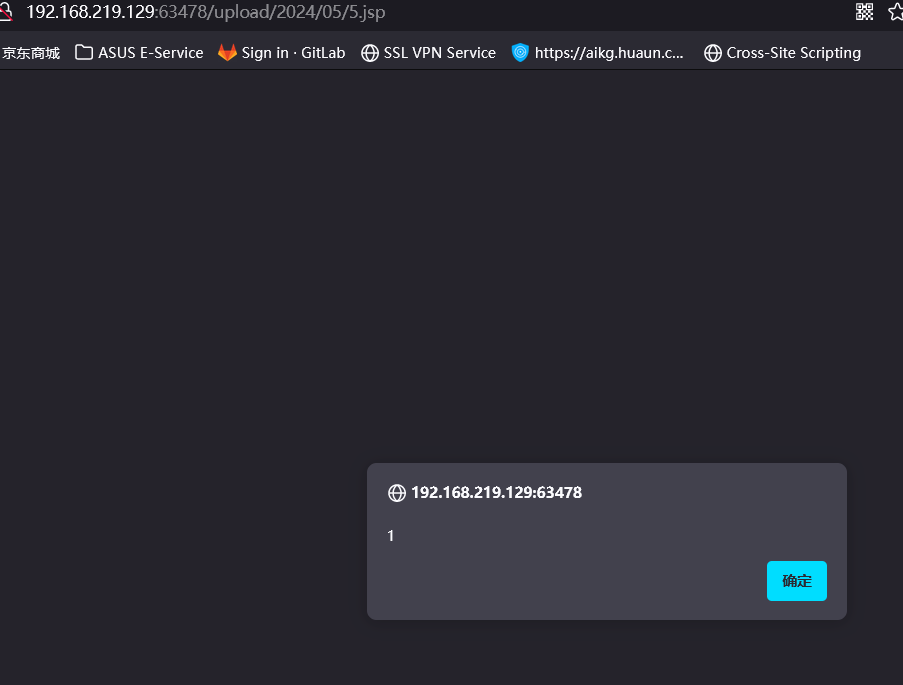 192.168.219.129:63478/upload/2024/05/5.jsp
京东商城 ASUS E-Service Sign in · GitLab SSL VPN Service https://aikg.huaun.c... Cross-Site Scripting
192.168.219.129:63478
1
确定